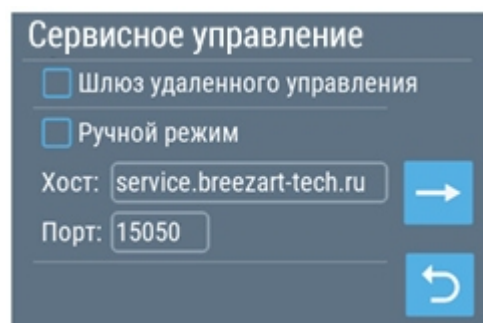 Сервисное управление
Шлюз удаленного управления
Ручной режим
Хост: service.breezart-tech.ru
Порт: 15050